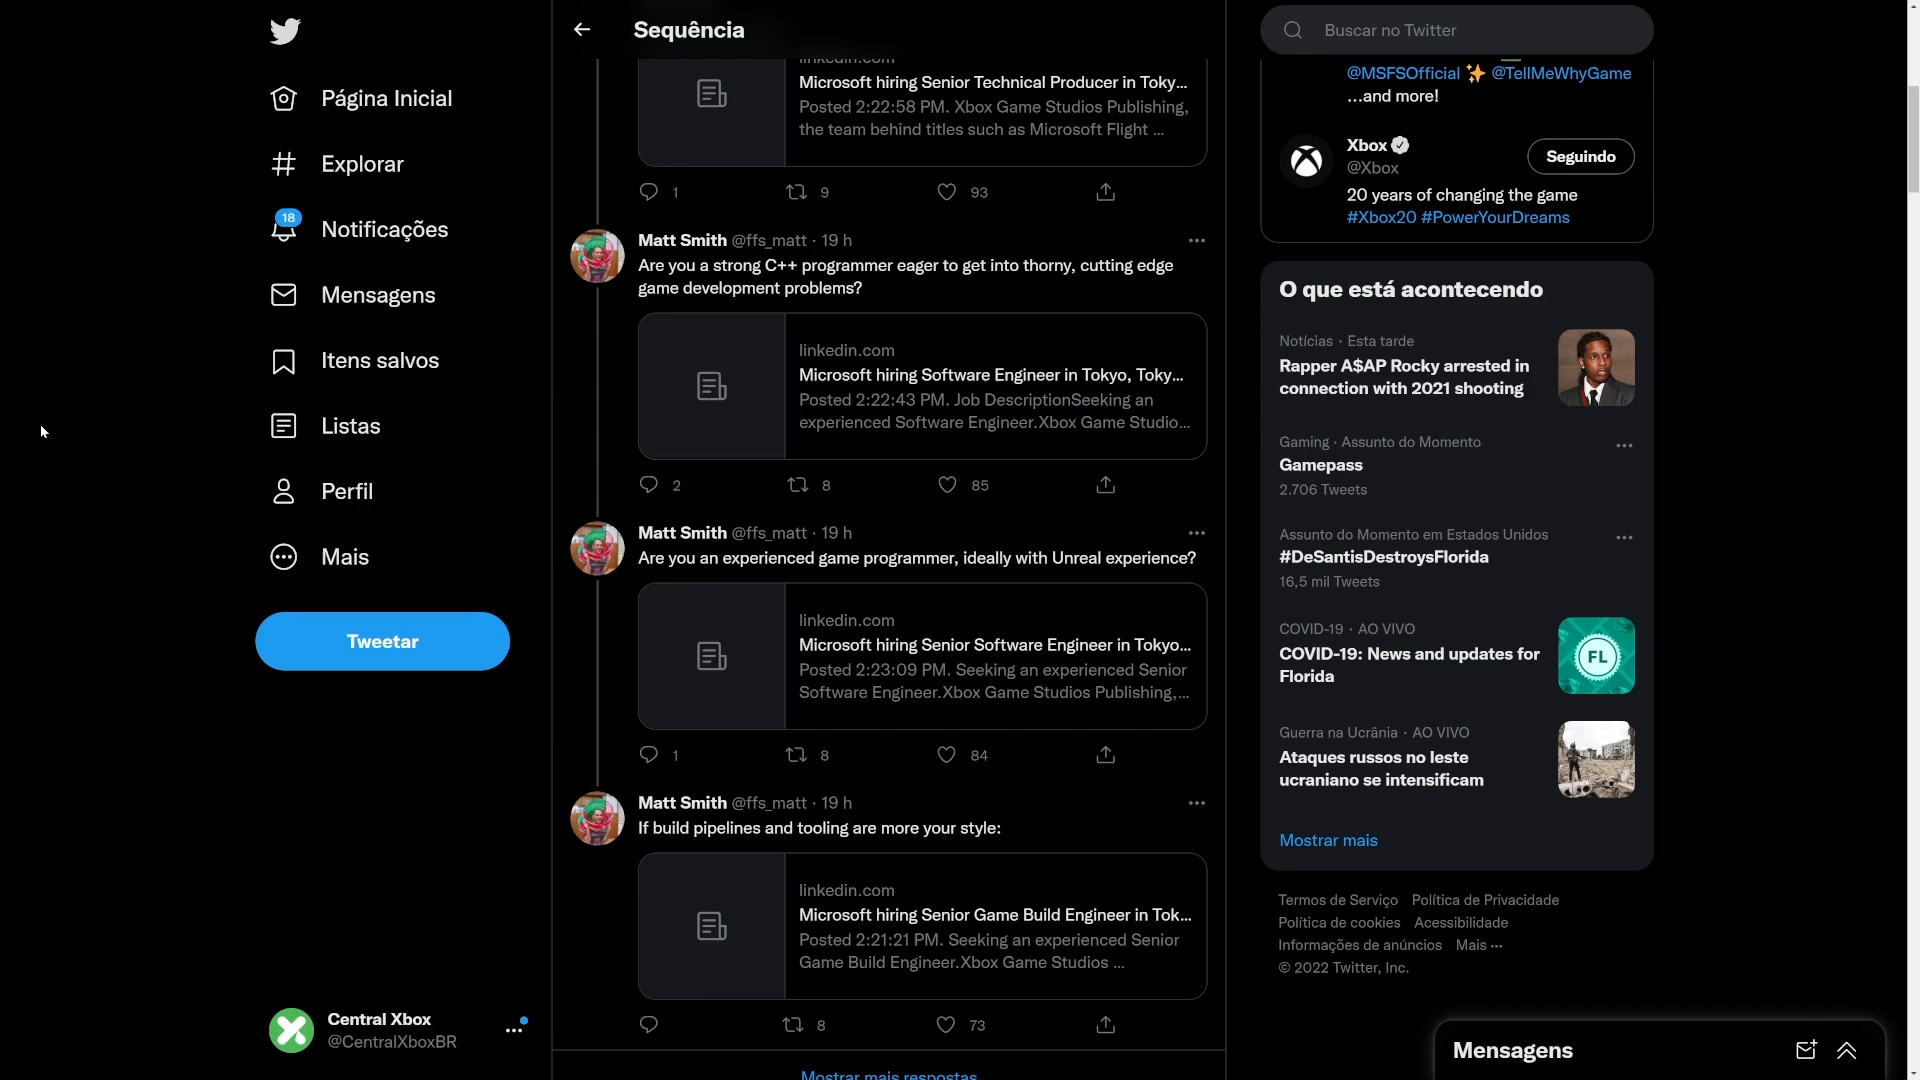 Página Inicial
Explorar
18
Notificações
Mensagens
Itens salvos
Listas
Perfil
Mais
Tweetar
Central Xbox
@CentralXboxBR
Sequência
linkedin.com
Microsoft hiring Senior Technical Producer in Toky...
Posted 2:22:58 PM. Xbox Game Studios Publishing,
the team behind titles such as Microsoft Flight ...
1 9 93
Matt Smith @ffs_matt · 19 h
Are you a strong C++ programmer eager to get into thorny, cutting edge
game development problems?
linkedin.com
Microsoft hiring Software Engineer in Tokyo, Toky...
Posted 2:22:43 PM. Job DescriptionSeeking an
experienced Software Engineer.Xbox Game Studio...
2 8 85
Matt Smith @ffs_matt · 19 h
Are you an experienced game programmer, ideally with Unreal experience?
linkedin.com
Microsoft hiring Senior Software Engineer in Tokyo...
Posted 2:23:09 PM. Seeking an experienced Senior
Software Engineer.Xbox Game Studios Publishing,...
1 8 84
Matt Smith @ffs_matt · 19 h
If build pipelines and tooling are more your style:
linkedin.com
Microsoft hiring Senior Game Build Engineer in Tok...
Posted 2:21:21 PM. Seeking an experienced Senior
Game Build Engineer.Xbox Game Studios ...
8 73
Mostrar mais respostas
Buscar no Twitter
@MSFSOfficial ✨ @TellMeWhyGame
...and more!
Xbox
@Xbox
Seguindo
20 years of changing the game
#Xbox20 #PowerYourDreams
O que está acontecendo
Notícias · Esta tarde
Rapper A$AP Rocky arrested in
connection with 2021 shooting
Gaming · Assunto do Momento
Gamepass
2.706 Tweets
Assunto do Momento em Estados Unidos
#DeSantisDestroysFlorida
16,5 mil Tweets
COVID-19 · AO VIVO
COVID-19: News and updates for
Florida
FL
Guerra na Ucrânia · AO VIVO
Ataques russos no leste
ucraniano se intensificam
Mostrar mais
Termos de Serviço Política de Privacidade
Política de cookies Acessibilidade
Informações de anúncios Mais ···
© 2022 Twitter, Inc.
Mensagens